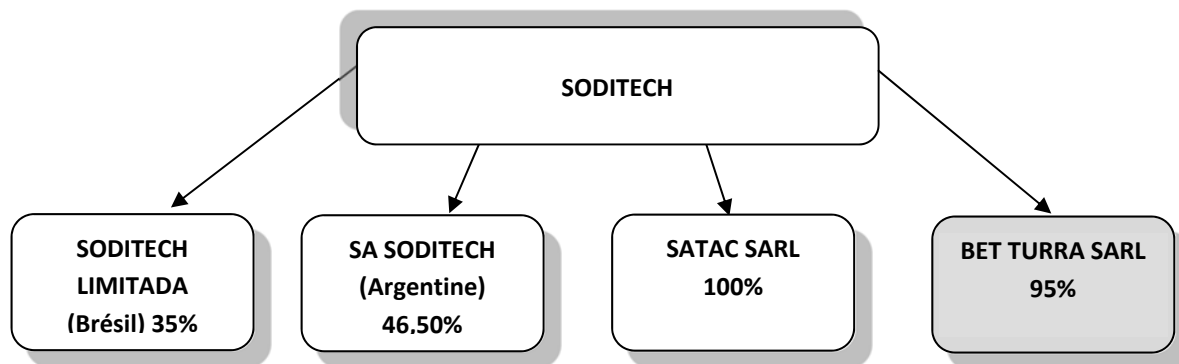 SODITECH
SODITECH
LIMITADA
(Brésil) 35%
SA SODITECH
(Argentine)
46,50%
SATAC SARL
100%
BET TURRA SARL
95%